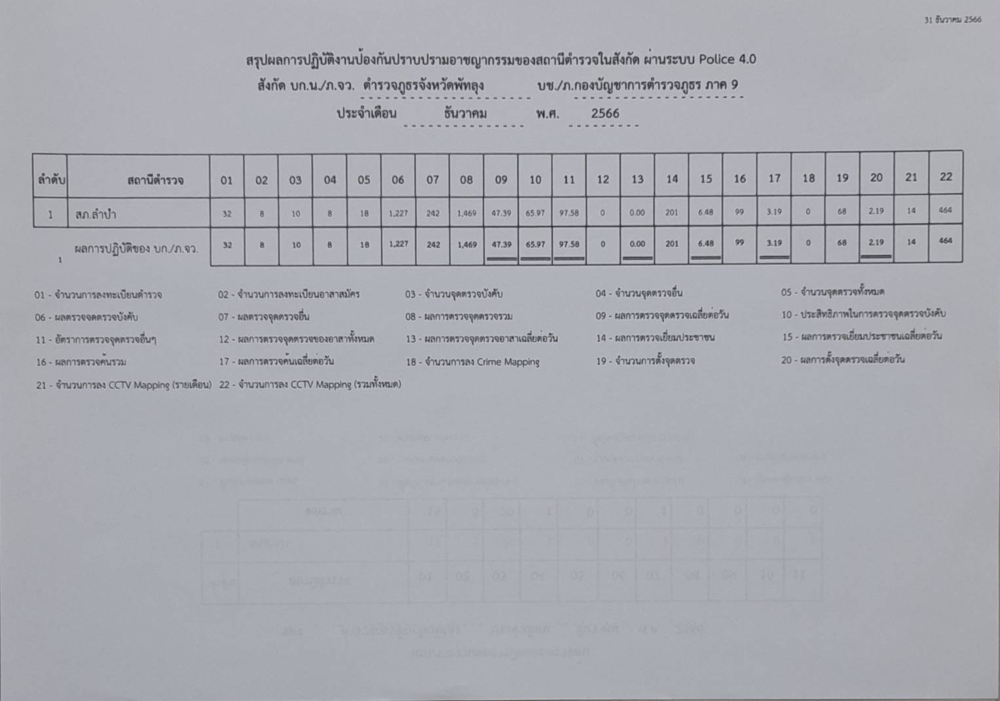 31 ธันวาคม 2566
สรุปผลการปฏิบัติงานป้องกันปราบปรามอาชญากรรมของสถานีตำรวจในสังกัด ผ่านระบบ Police 4.0
สังกัด บก.น./ภ.จว. ตำรวจภูธรจังหวัดพัทลุง บช./ภ.กองบัญชาการตำรวจภูธร ภาค 9
ประจำเดือน ธันวาคม พ.ศ. 2566
ลำดับ สถานีตำรวจ 01 02 03 04 05 06 07 08 09 10 11 12 13 14 15 16 17 18 19 20 21 22
1 สภ.ลำปำ 32 8 10 8 18 1,227 242 1,469 47.39 65.97 97.58 0 0.00 201 6.48 99 3.19 0 68 2.19 14 464
1 ผลการปฏิบัติของ บก./ภ.จว. 32 8 10 8 18 1,227 242 1,469 47.39 65.97 97.58 0 0.00 201 6.48 99 3.19 0 68 2.19 14 464
01 - จำนวนการลงทะเบียนตำรวจ 02 - จำนวนการลงทะเบียนอาสาสมัคร 03 - จำนวนจุดตรวจบังคับ 04 - จำนวนจุดตรวจอื่น 05 - จำนวนจุดตรวจทั้งหมด
06 - ผลตรวจจุดตรวจบังคับ 07 - ผลตรวจจุดตรวจอื่น 08 - ผลการตรวจจุดตรวจรวม 09 - ผลการตรวจจุดตรวจเฉลี่ยต่อวัน 10 - ประสิทธิภาพในการตรวจจุดตรวจบังคับ
11 - อัตราการตรวจจุดตรวจอื่นๆ 12 - ผลการตรวจจุดตรวจของอาสาทั้งหมด 13 - ผลการตรวจจุดตรวจอาสาเฉลี่ยต่อวัน 14 - ผลการตรวจเยี่ยมประชาชน 15 - ผลการตรวจเยี่ยมประชาชนเฉลี่ยต่อวัน
16 - ผลการตรวจค้นรวม 17 - ผลการตรวจค้นเฉลี่ยต่อวัน 18 - จำนวนการลง Crime Mapping 19 - จำนวนการตั้งจุดตรวจ 20 - ผลการตั้งจุดตรวจเฉลี่ยต่อวัน
21 - จำนวนการลง CCTV Mapping (รายเดือน) 22 - จำนวนการลง CCTV Mapping (รวมทั้งหมด)